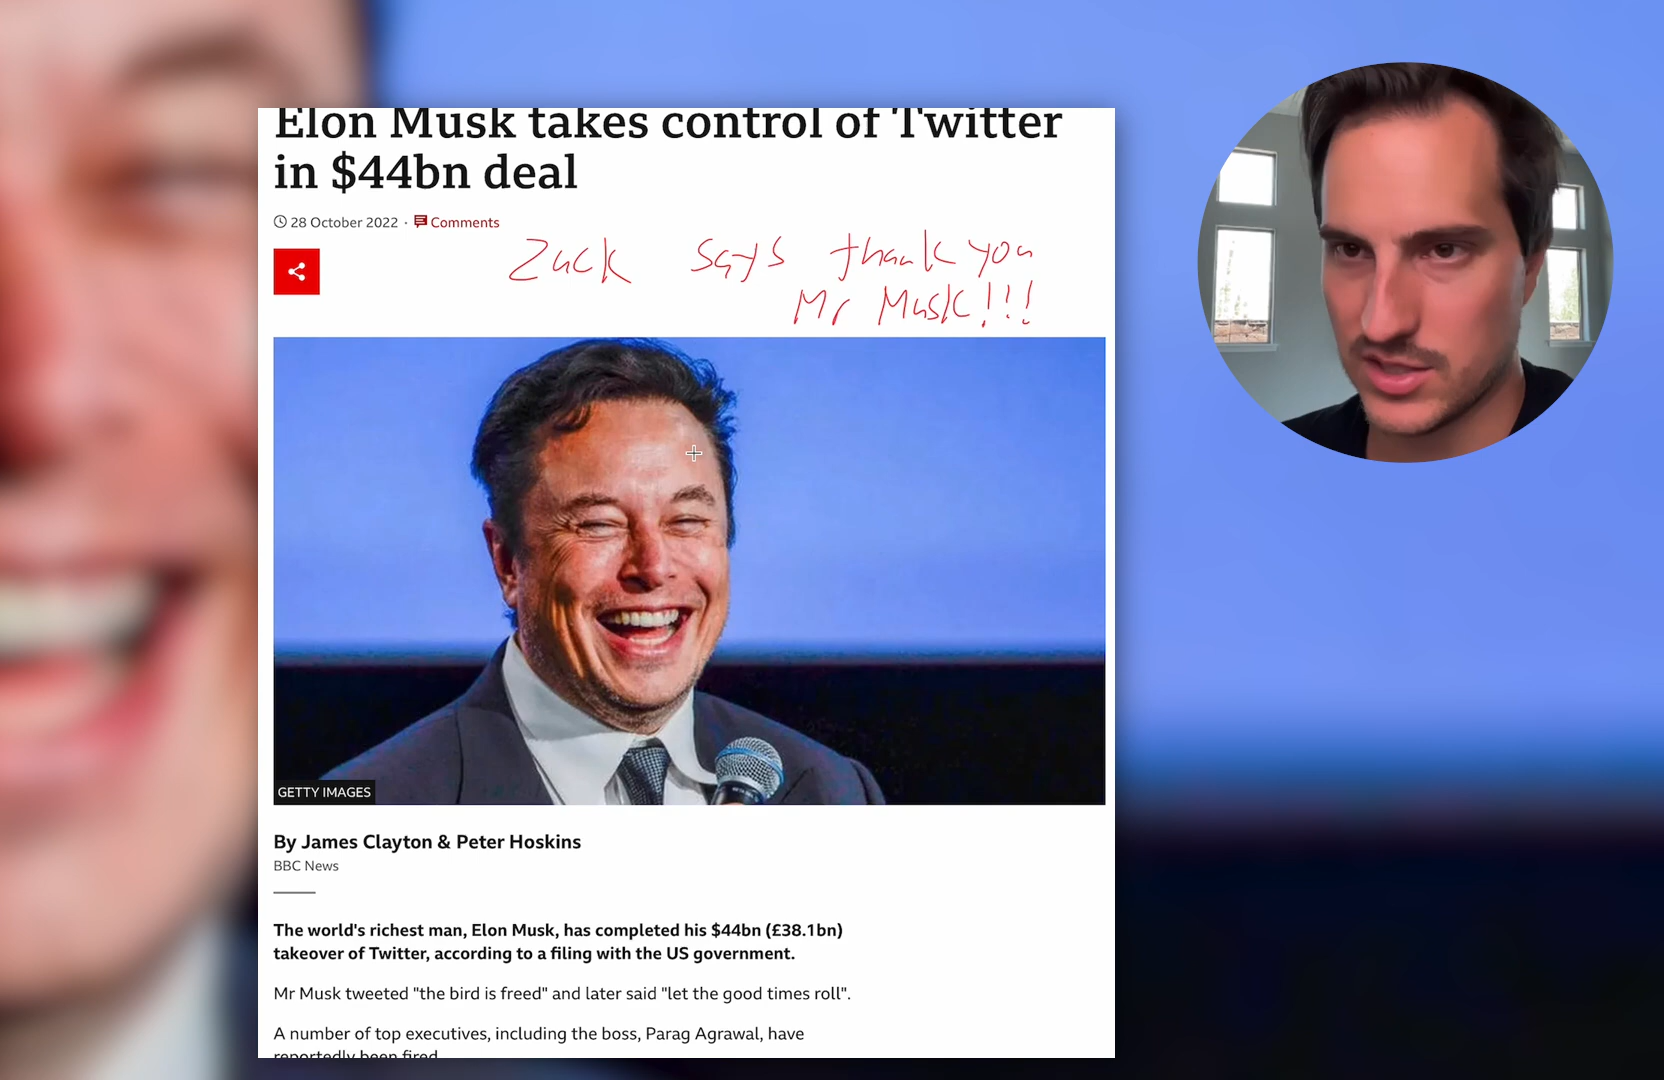 Elon Musk takes control of Twitter
in $44bn deal
28 October 2022 · Comments
Zuck says thank you
Mr Musk!!!
GETTY IMAGES
By James Clayton & Peter Hoskins
BBC News
The world's richest man, Elon Musk, has completed his $44bn (£38.1bn)
takeover of Twitter, according to a filing with the US government.
Mr Musk tweeted "the bird is freed" and later said "let the good times roll".
A number of top executives, including the boss, Parag Agrawal, have
reportedly been fired